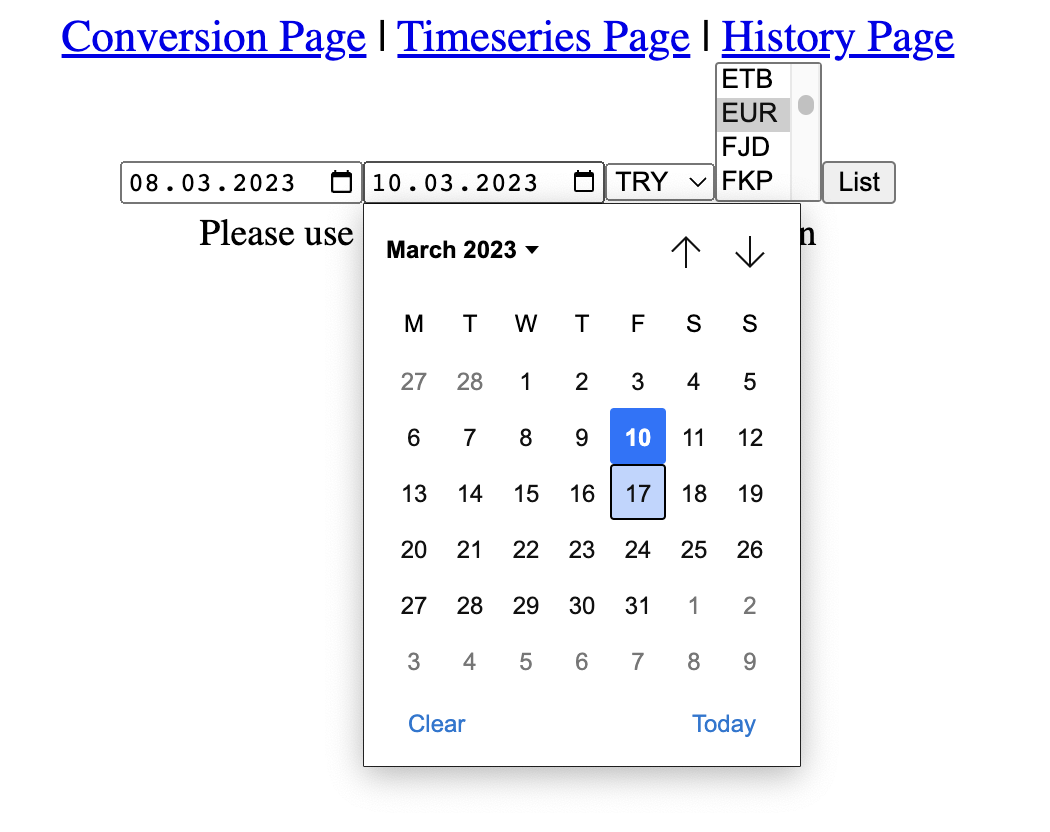 Conversion Page | Timeseries Page | History Page
ETB
EUR
FJD
08.03.2023 10.03.2023 TRY FKP List
Please use n
March 2023
M T W T F S S
27 28 1 2 3 4 5
6 7 8 9 10 11 12
13 14 15 16 17 18 19
20 21 22 23 24 25 26
27 28 29 30 31 1 2
3 4 5 6 7 8 9
Clear Today